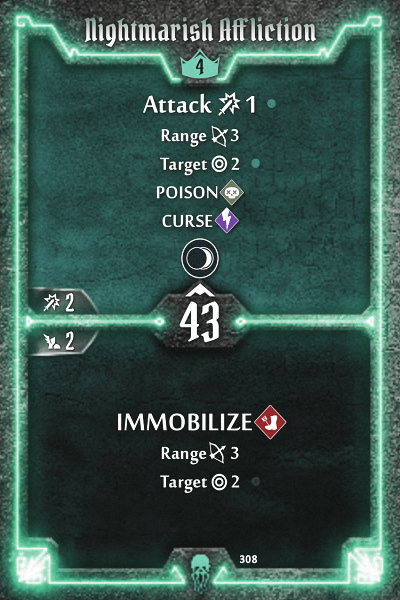 Nightmarish Affliction
4
Attack 1
Range 3
Target 2
POISON
CURSE
2
43
2
IMMOBILIZE
Range 3
Target 2
308